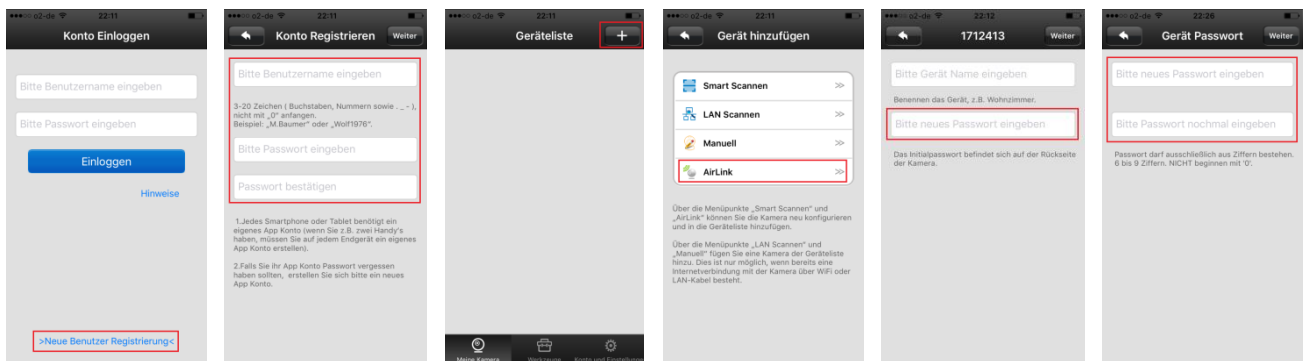 o2-de 22:11
Konto Einloggen
Bitte Benutzername eingeben
Bitte Passwort eingeben
Einloggen
Hinweise
>Neue Benutzer Registrierung<
o2-de 22:11
Konto Registrieren Weiter
Bitte Benutzername eingeben
3-20 Zeichen ( Buchstaben, Nummern sowie . _ - ),
nicht mit „0" anfangen.
Beispiel: „M.Baumer" oder „Wolf1976".
Bitte Passwort eingeben
Passwort bestätigen
1.Jedes Smartphone oder Tablet benötigt ein
eigenes App Konto (wenn Sie z.B. zwei Handy's
haben, müssen Sie auf jedem Endgerät ein eigenes
App Konto erstellen).
2.Falls Sie ihr App Konto Passwort vergessen
haben sollten, erstellen Sie sich bitte ein neues
App Konto.
o2-de 22:11
Geräteliste +
Meine Kamera Werkzeuge Konto und Einstellungen
o2-de 22:11
Gerät hinzufügen
Smart Scannen >>
LAN Scannen >>
Manuell >>
AirLink >>
Über die Menüpunkte „Smart Scannen" und
„AirLink" können Sie die Kamera neu konfigurieren
und in die Geräteliste hinzufügen.
Über die Menüpunkte „LAN Scannen" und
„Manuell" fügen Sie eine Kamera der Geräteliste
hinzu. Dies ist nur möglich, wenn bereits eine
Internetverbindung mit der Kamera über WiFi oder
LAN-Kabel besteht.
o2-de 22:12
1712413 Weiter
Bitte Gerät Name eingeben
Benennen das Gerät, z.B. Wohnzimmer.
Bitte neues Passwort eingeben
Das Initialpasswort befindet sich auf der Rückseite
der Kamera.
o2-de 22:26
Gerät Passwort Weiter
Bitte neues Passwort eingeben
Bitte Passwort nochmal eingeben
Passwort darf ausschließlich aus Ziffern bestehen.
6 bis 9 Ziffern. NICHT beginnen mit '0'.